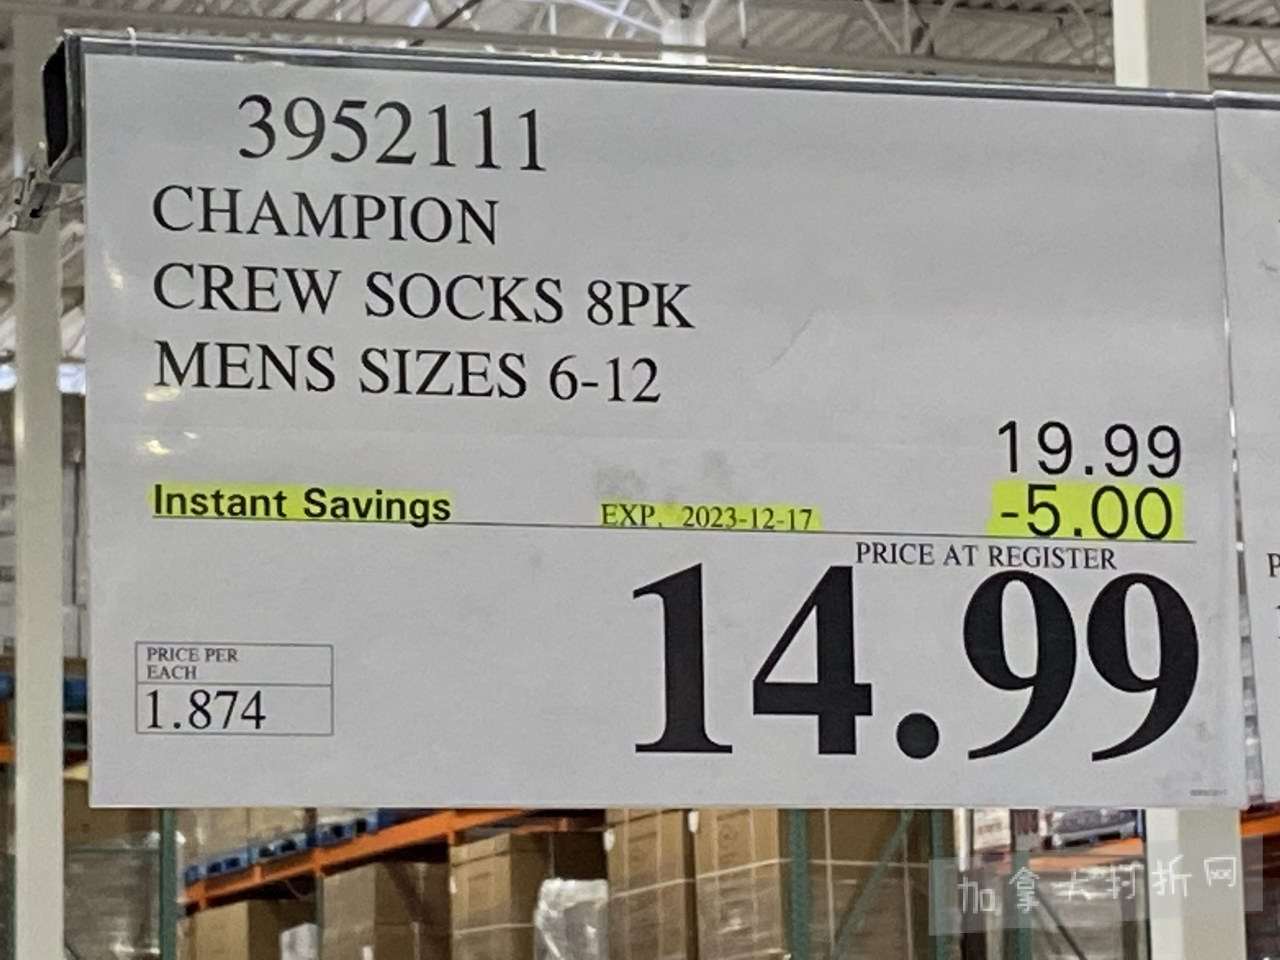 3952111
CHAMPION
CREW SOCKS 8PK
MENS SIZES 6-12
19.99
Instant Savings EXP. 2023-12-17 -5.00
PRICE AT REGISTER
14.99
PRICE PER
EACH
1.874
加拿大打折网